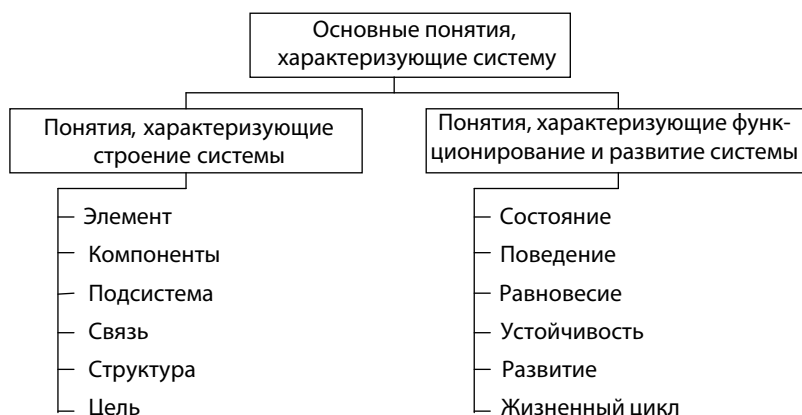 Основные понятия,
характеризующие систему
Понятия, характеризующие
строение системы
Элемент
Компоненты
Подсистема
Связь
Структура
Цель
Понятия, характеризующие функ-
ционирование и развитие системы
Состояние
Поведение
Равновесие
Устойчивость
Развитие
Жизненный цикл